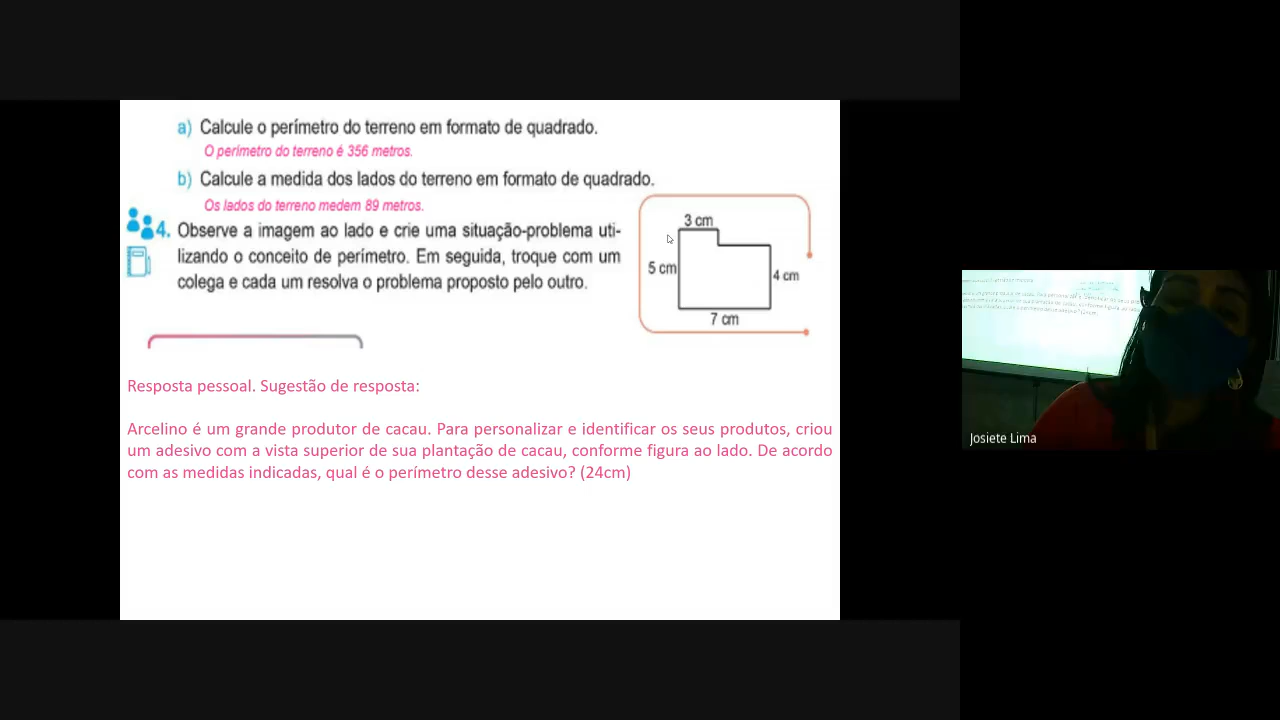 a) Calcule o perímetro do terreno em formato de quadrado.
O perímetro do terreno é 356 metros.
b) Calcule a medida dos lados do terreno em formato de quadrado.
Os lados do terreno medem 89 metros.
4. Observe a imagem ao lado e crie uma situação-problema uti-
lizando o conceito de perímetro. Em seguida, troque com um
colega e cada um resolva o problema proposto pelo outro.
3 cm
5 cm
4 cm
7 cm
Resposta pessoal. Sugestão de resposta:
Arcelino é um grande produtor de cacau. Para personalizar e identificar os seus produtos, criou
um adesivo com a vista superior de sua plantação de cacau, conforme figura ao lado. De acordo
com as medidas indicadas, qual é o perímetro desse adesivo? (24cm)
Josiete Lima